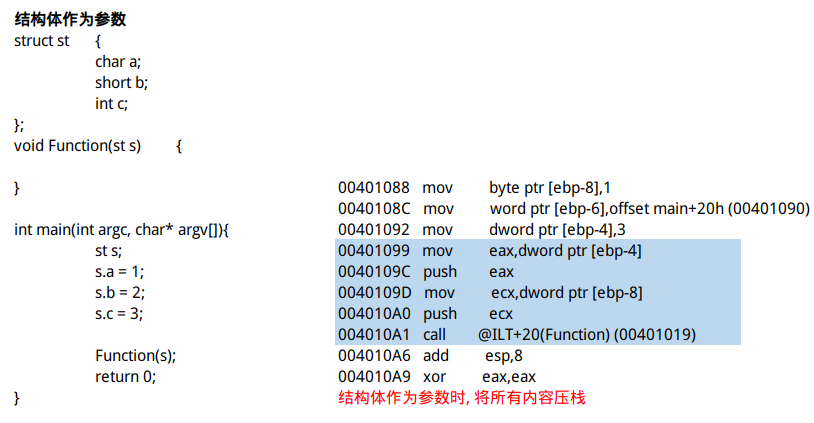 结构体作为参数
struct st {
char a;
short b;
int c;
};
void Function(st s) {
}
int main(int argc, char* argv[]){
st s;
s.a = 1;
s.b = 2;
s.c = 3;
Function(s);
return 0;
}
00401088 mov byte ptr [ebp-8],1
0040108C mov word ptr [ebp-6],offset main+20h (00401090)
00401092 mov dword ptr [ebp-4],3
00401099 mov eax,dword ptr [ebp-4]
0040109C push eax
0040109D mov ecx,dword ptr [ebp-8]
004010A0 push ecx
004010A1 call @ILT+20(Function) (00401019)
004010A6 add esp,8
004010A9 xor eax,eax
结构体作为参数时, 将所有内容压栈